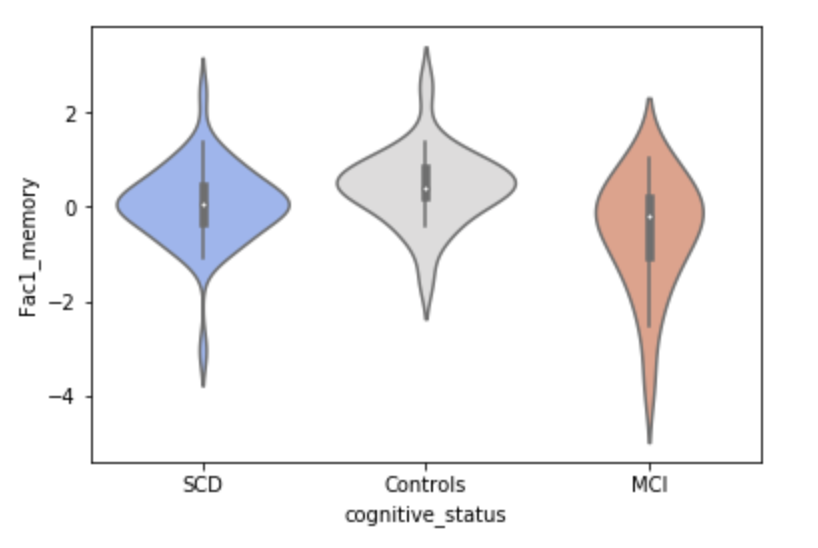 2
0
−2
−4
Fac1_memory
SCD Controls MCI
cognitive_status